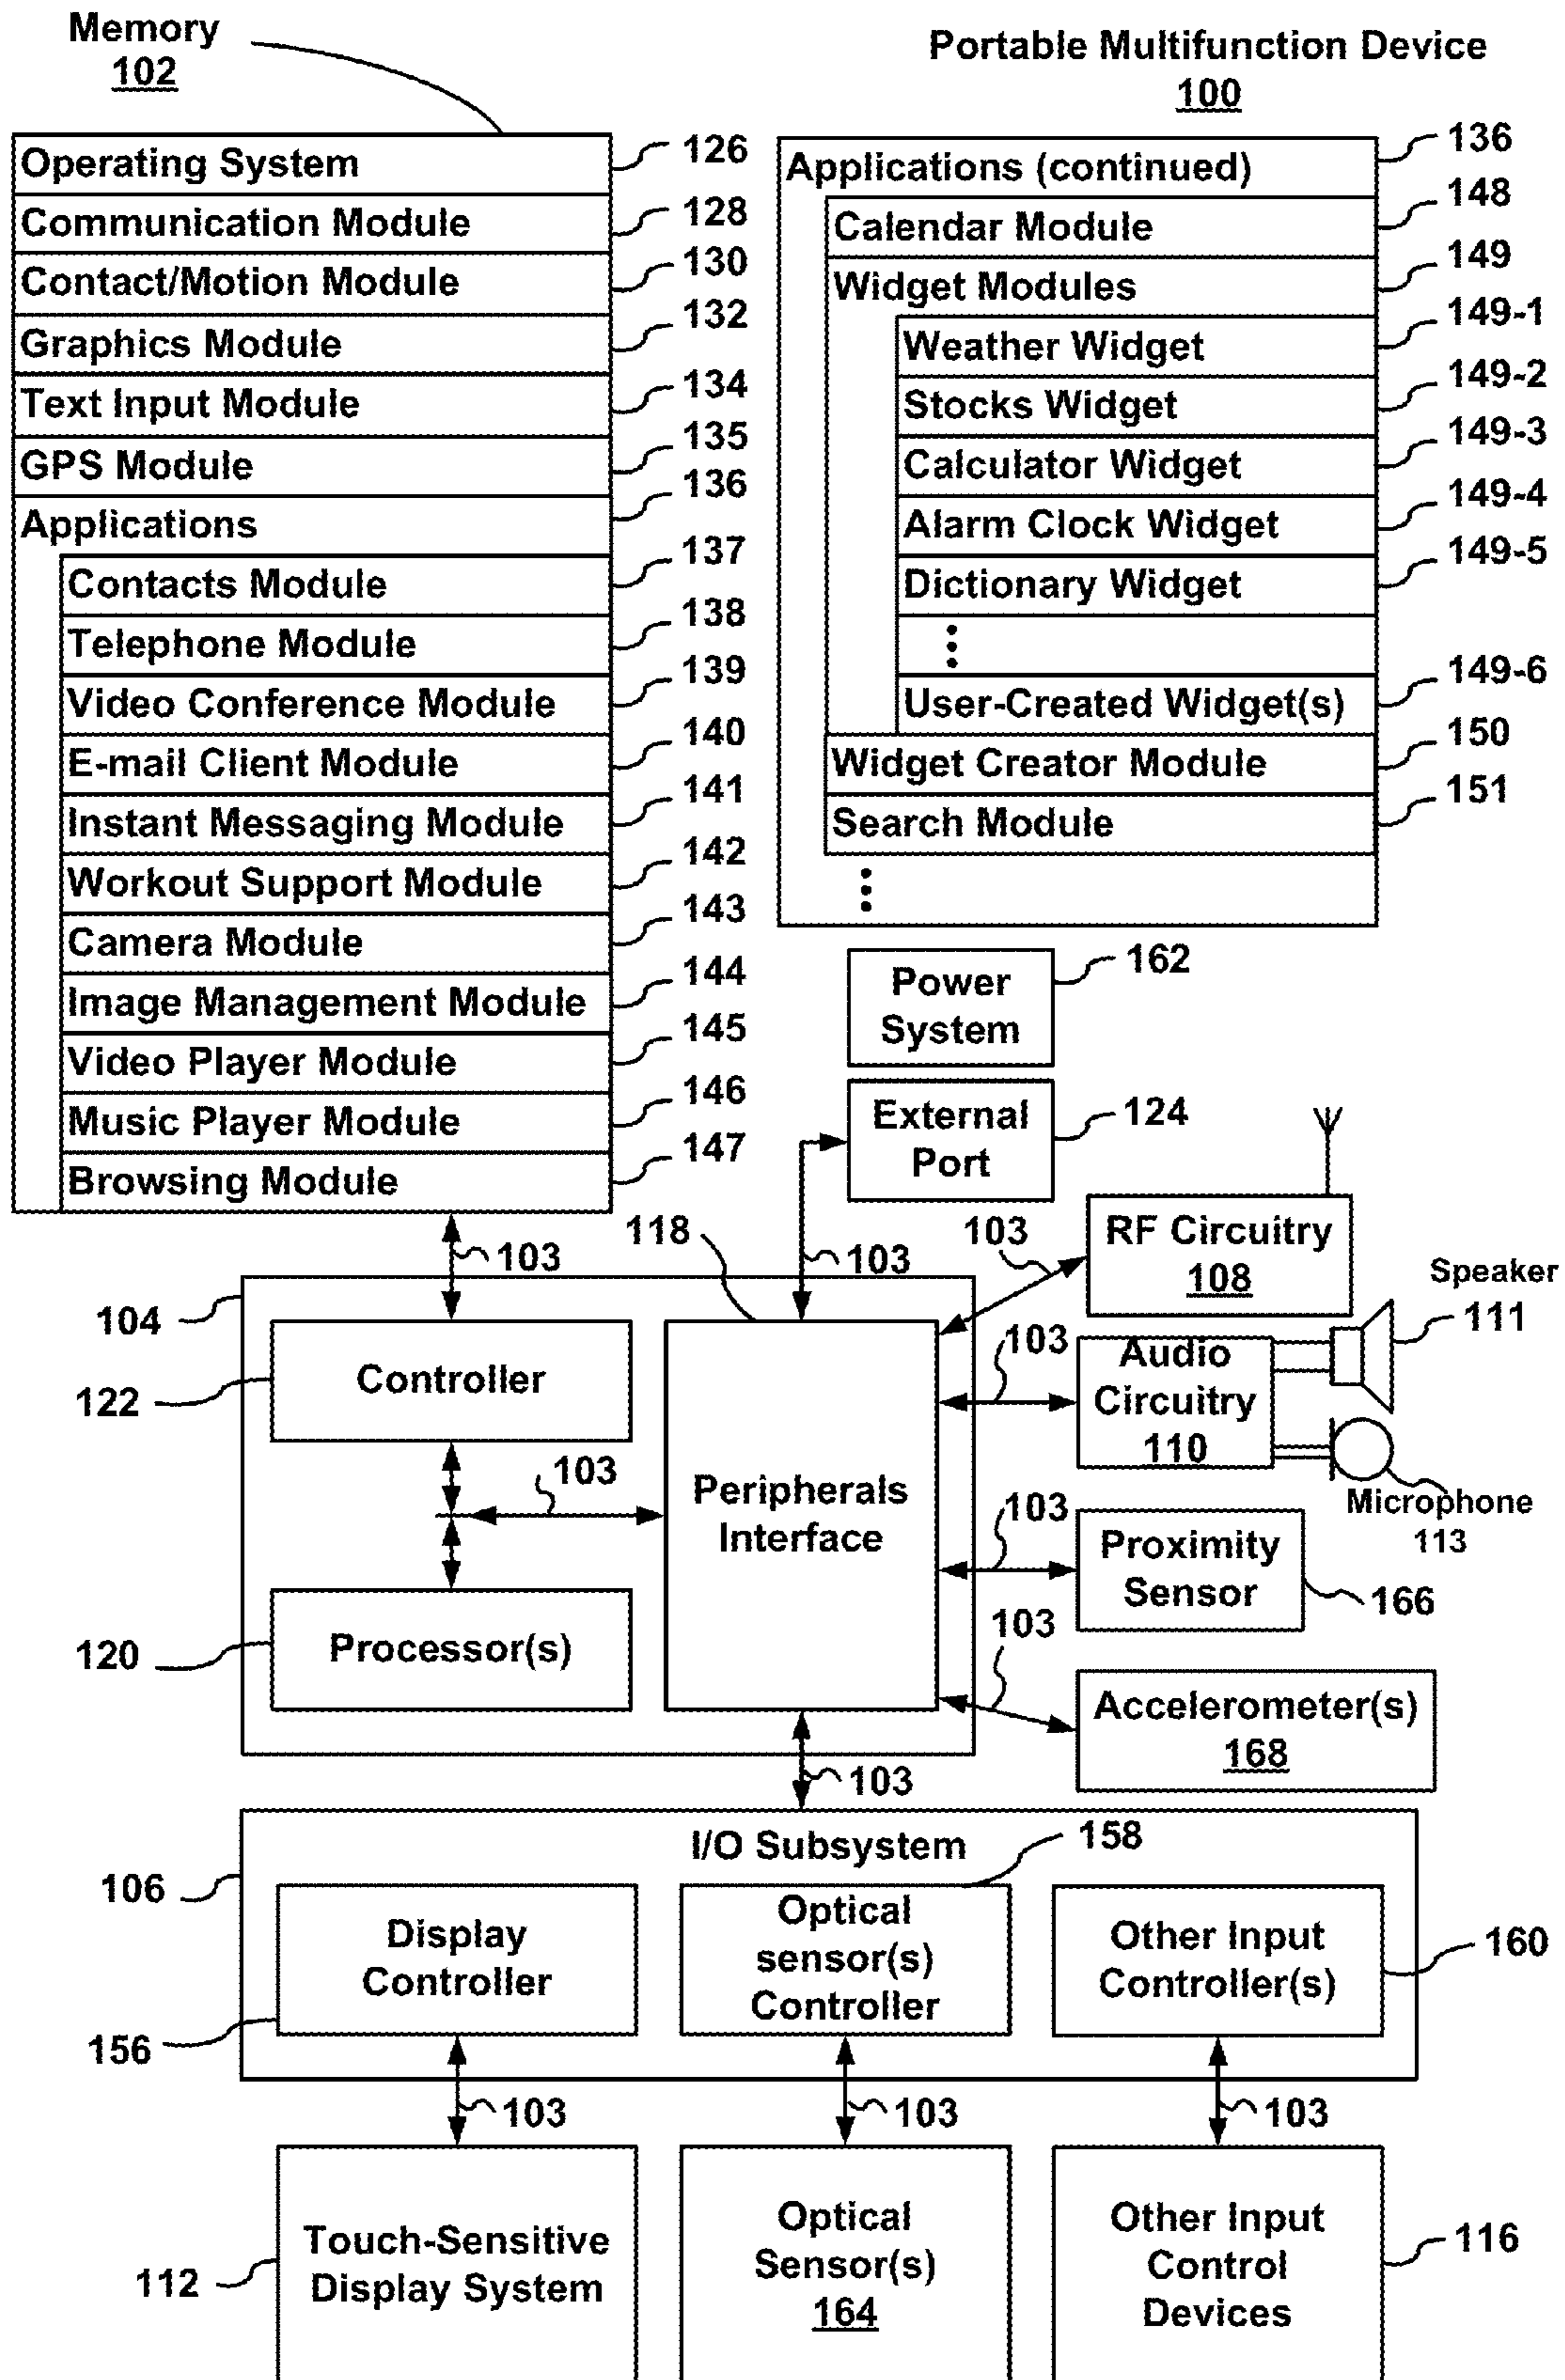 Memory
102
Portable Multifunction Device
100
Operating System
126
Communication Module
128
Contact/Motion Module
130
Graphics Module
132
Text Input Module
134
GPS Module
135
Applications
136
Contacts Module
137
Telephone Module
138
Video Conference Module
139
E-mail Client Module
140
Instant Messaging Module
141
Workout Support Module
142
Camera Module
143
Image Management Module
144
Video Player Module
145
Music Player Module
146
Browsing Module
147
Applications (continued)
136
Calendar Module
148
Widget Modules
149
Weather Widget
149-1
Stocks Widget
149-2
Calculator Widget
149-3
Alarm Clock Widget
149-4
Dictionary Widget
149-5
User-Created Widget(s)
149-6
Widget Creator Module
150
Search Module
151
Power
System
162
External
Port
124
103
118
103
103
RF Circuitry
108
Speaker
111
104
Controller
122
103
Processor(s)
120
Peripherals
Interface
103
Audio
Circuitry
110
Microphone
113
103
Proximity
Sensor
166
103
Accelerometer(s)
168
103
I/O Subsystem
106
Display
Controller
156
Optical
sensor(s)
Controller
158
Other Input
Controller(s)
160
103
103
103
Touch-Sensitive
Display System
112
Optical
Sensor(s)
164
Other Input
Control
Devices
116